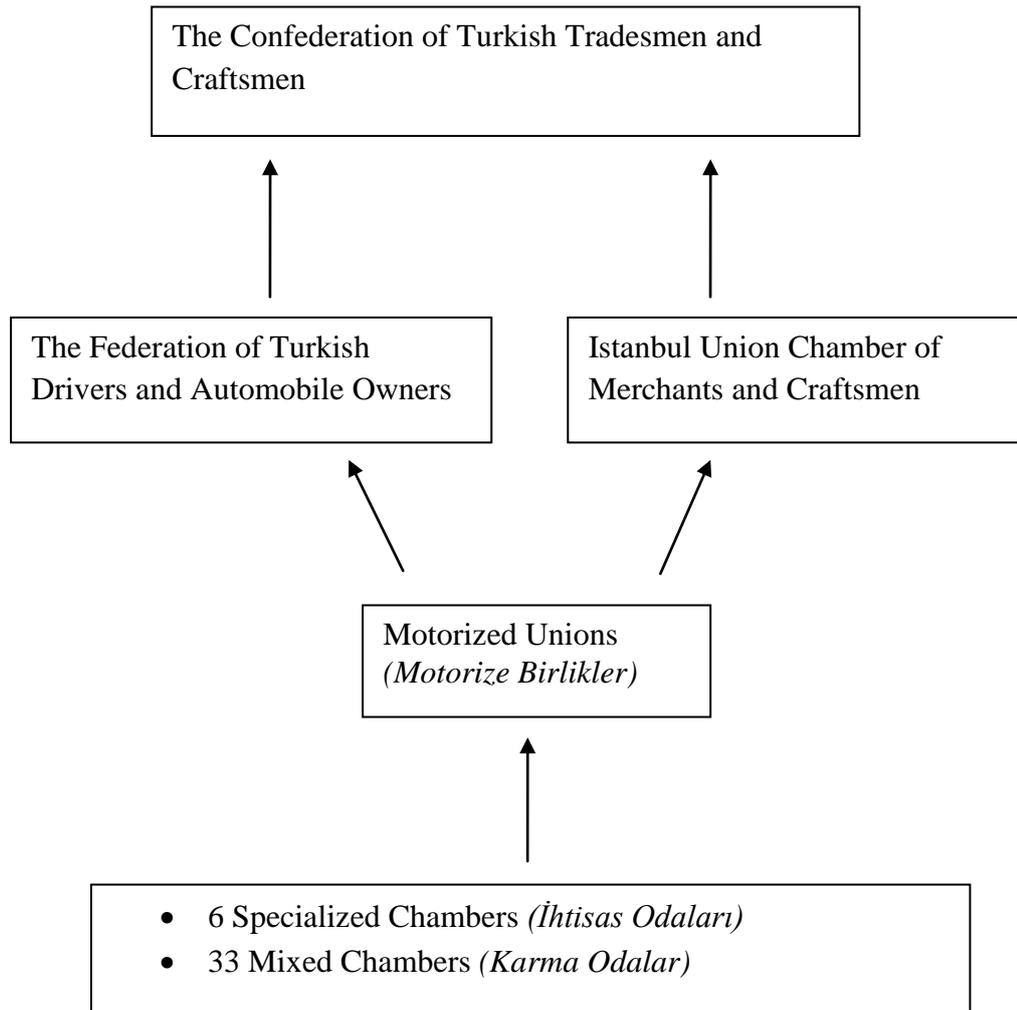 The Confederation of Turkish Tradesmen and
Craftsmen
The Federation of Turkish
Drivers and Automobile Owners
Istanbul Union Chamber of
Merchants and Craftsmen
Motorized Unions
(Motorize Birlikler)
• 6 Specialized Chambers (İhtisas Odaları)
• 33 Mixed Chambers (Karma Odalar)